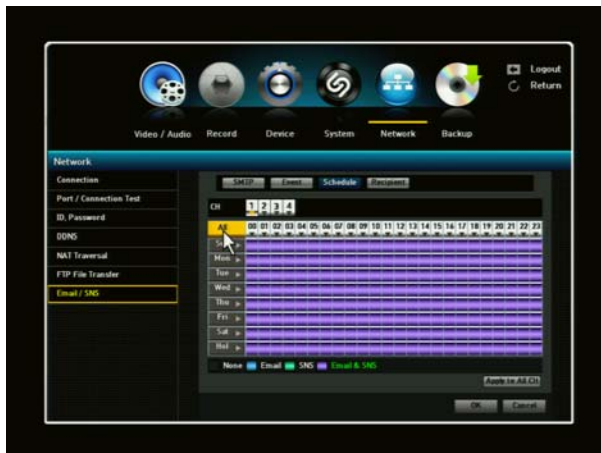 Logout
Return
Video / Audio Record Device System Network Backup
Network
Connection
Port / Connection Test
ID, Password
DDNS
NAT Traversal
FTP File Transfer
Email / SNS
SMTP Event Schedule Recipient
CH 1 2 3 4
All 00 01 02 03 04 05 06 07 08 09 10 11 12 13 14 15 16 17 18 19 20 21 22 23
Mon
Tue
Wed
Thu
Fri
Sat
Hol
None Email SNS Email & SNS
Apply to All CH
OK Cancel